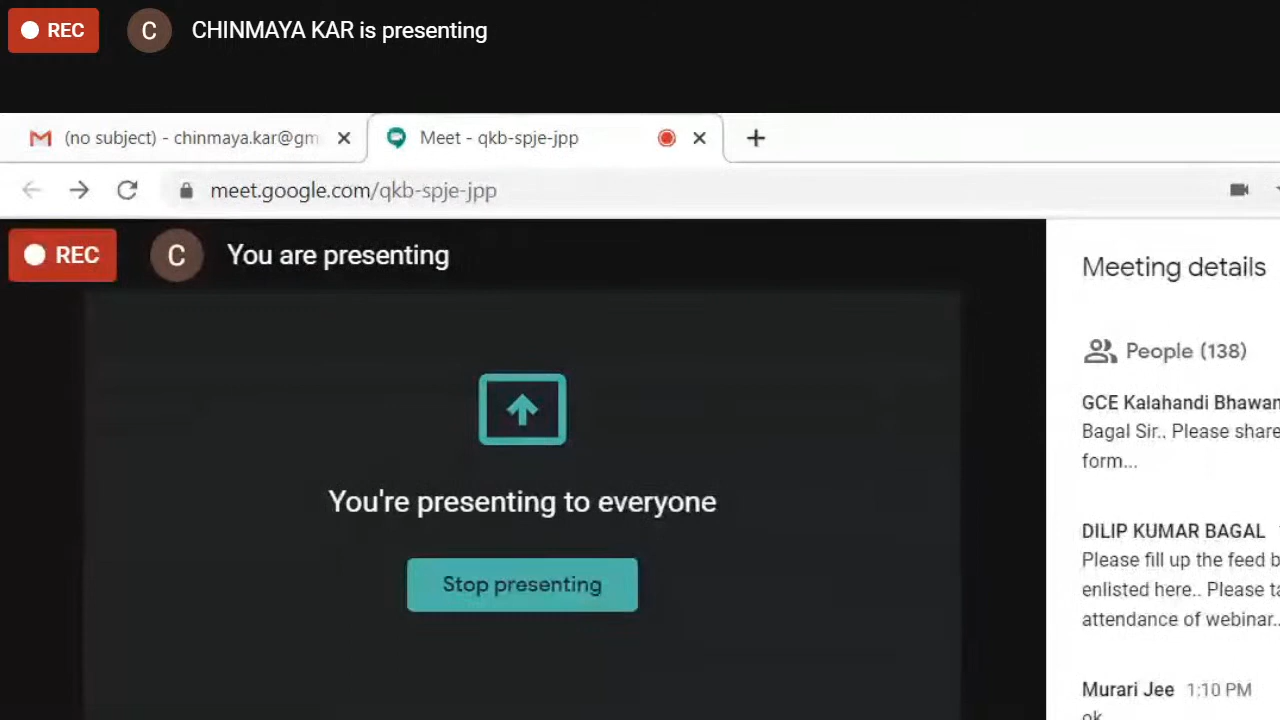 REC C CHINMAYA KAR is presenting
(no subject) - chinmaya.kar@gm Meet - qkb-spje-jpp
meet.google.com/qkb-spje-jpp
REC C You are presenting
You're presenting to everyone
Stop presenting
Meeting details
People (138)
GCE Kalahandi Bhawan
Bagal Sir.. Please share
form...
DILIP KUMAR BAGAL
Please fill up the feed b
enlisted here.. Please ta
attendance of webinar..
Murari Jee 1:10 PM
ok